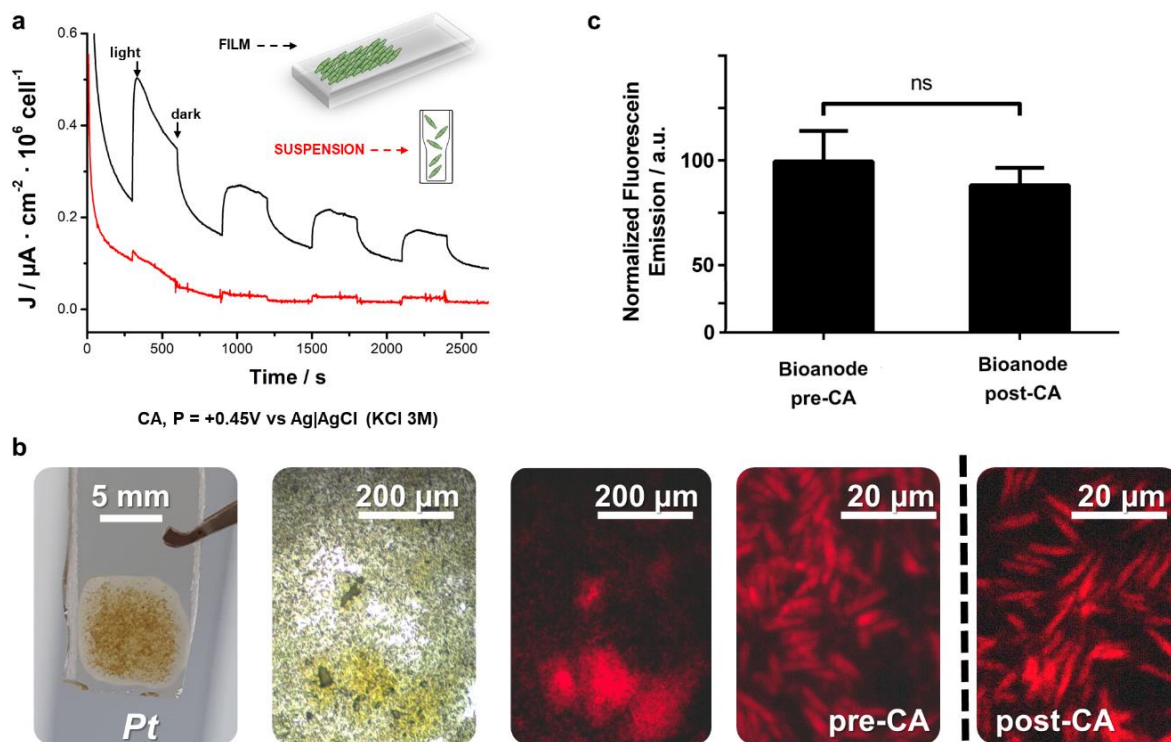 a
0.6
0.4
0.2
0.0
J / µA · cm⁻² · 10⁶ cell⁻¹
light
dark
FILM
SUSPENSION
0
500
1000
1500
2000
2500
Time / s
CA, P = +0.45V vs Ag|AgCl (KCl 3M)
c
ns
100
50
0
Normalized Fluorescein
Emission / a.u.
Bioanode
pre-CA
Bioanode
post-CA
b
5 mm
Pt
200 µm
200 µm
20 µm
pre-CA
20 µm
post-CA